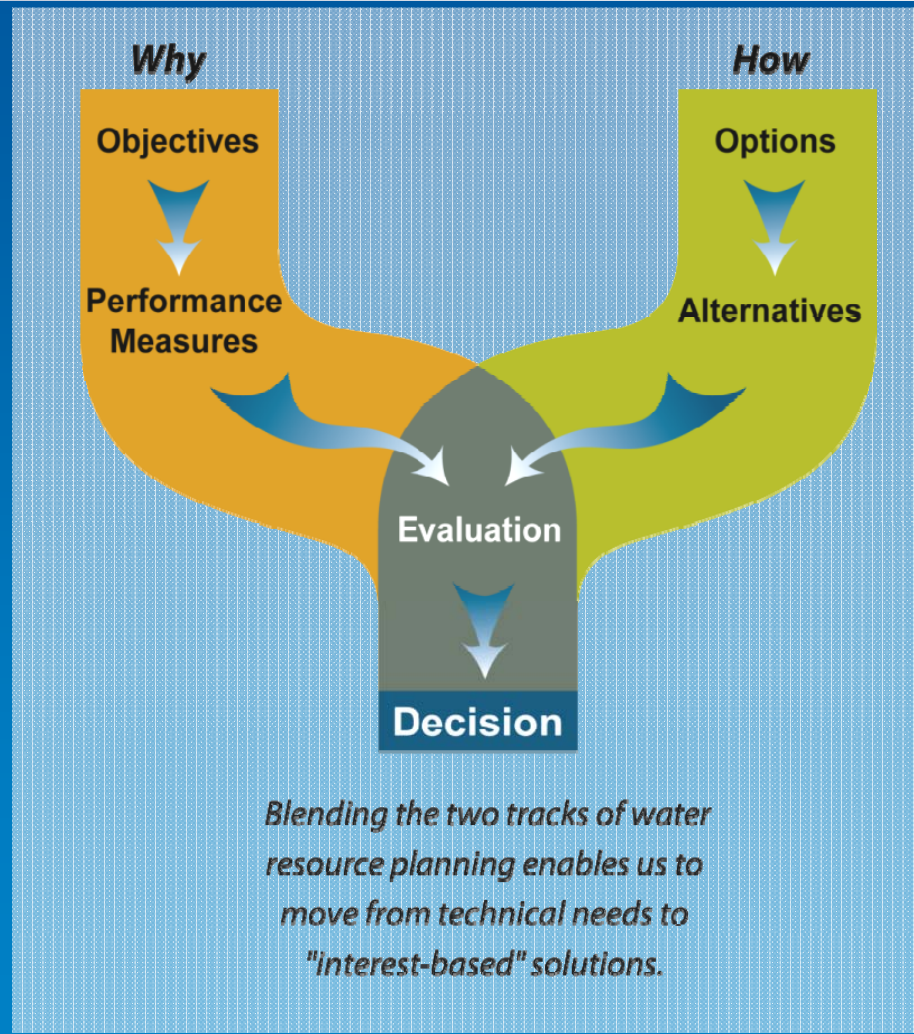 Why
How
Objectives
Options
Performance
Measures
Alternatives
Evaluation
Decision
Blending the two tracks of water
resource planning enables us to
move from technical needs to
"interest-based" solutions.